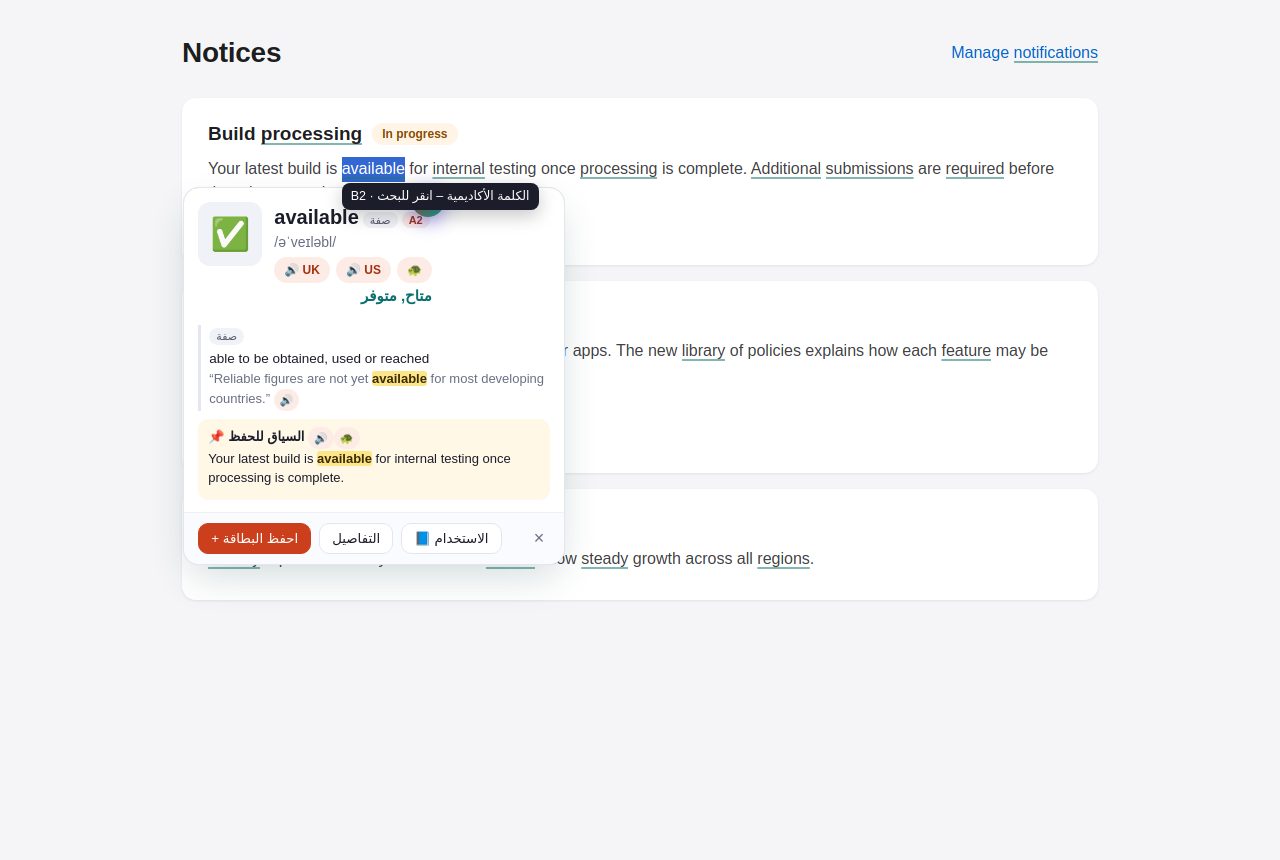 Notices
Manage notifications
Build processing
In progress
Your latest build is available for internal testing once processing is complete. Additional submissions are required before
الكلمة الأكاديمية – انقر للبحث · B2
available صفة A2
/əˈveɪləbl/
🔊 UK 🔊 US 🐢
متاح, متوفر
صفة
able to be obtained, used or reached
“Reliable figures are not yet available for most developing
countries.” 🔊
r apps. The new library of policies explains how each feature may be
📌 السياق للحفظ 🔊 🐢
Your latest build is available for internal testing once
processing is complete.
+ احفظ البطاقة
التفاصيل
📘 الاستخدام
×
ow steady growth across all regions.